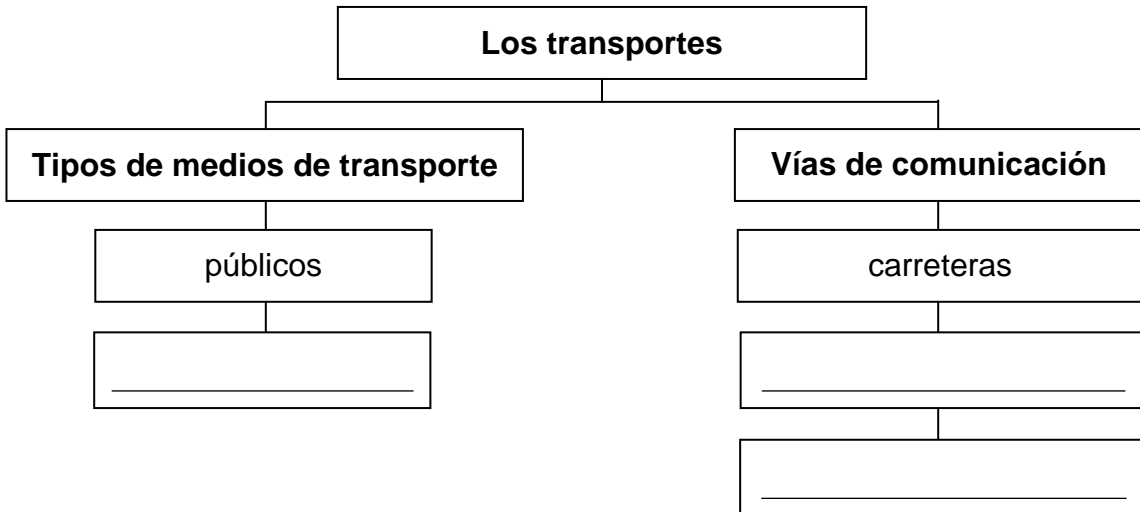 Los transportes
Tipos de medios de transporte
Vías de comunicación
públicos
carreteras